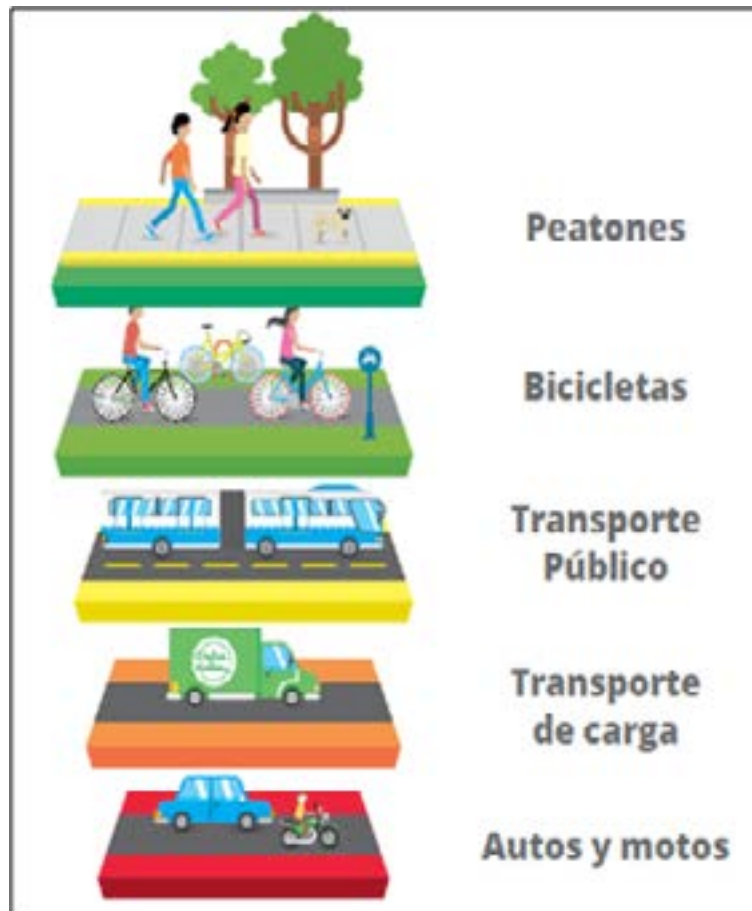 Peatones
Bicicletas
Transporte
Público
Transporte
de carga
Autos y motos